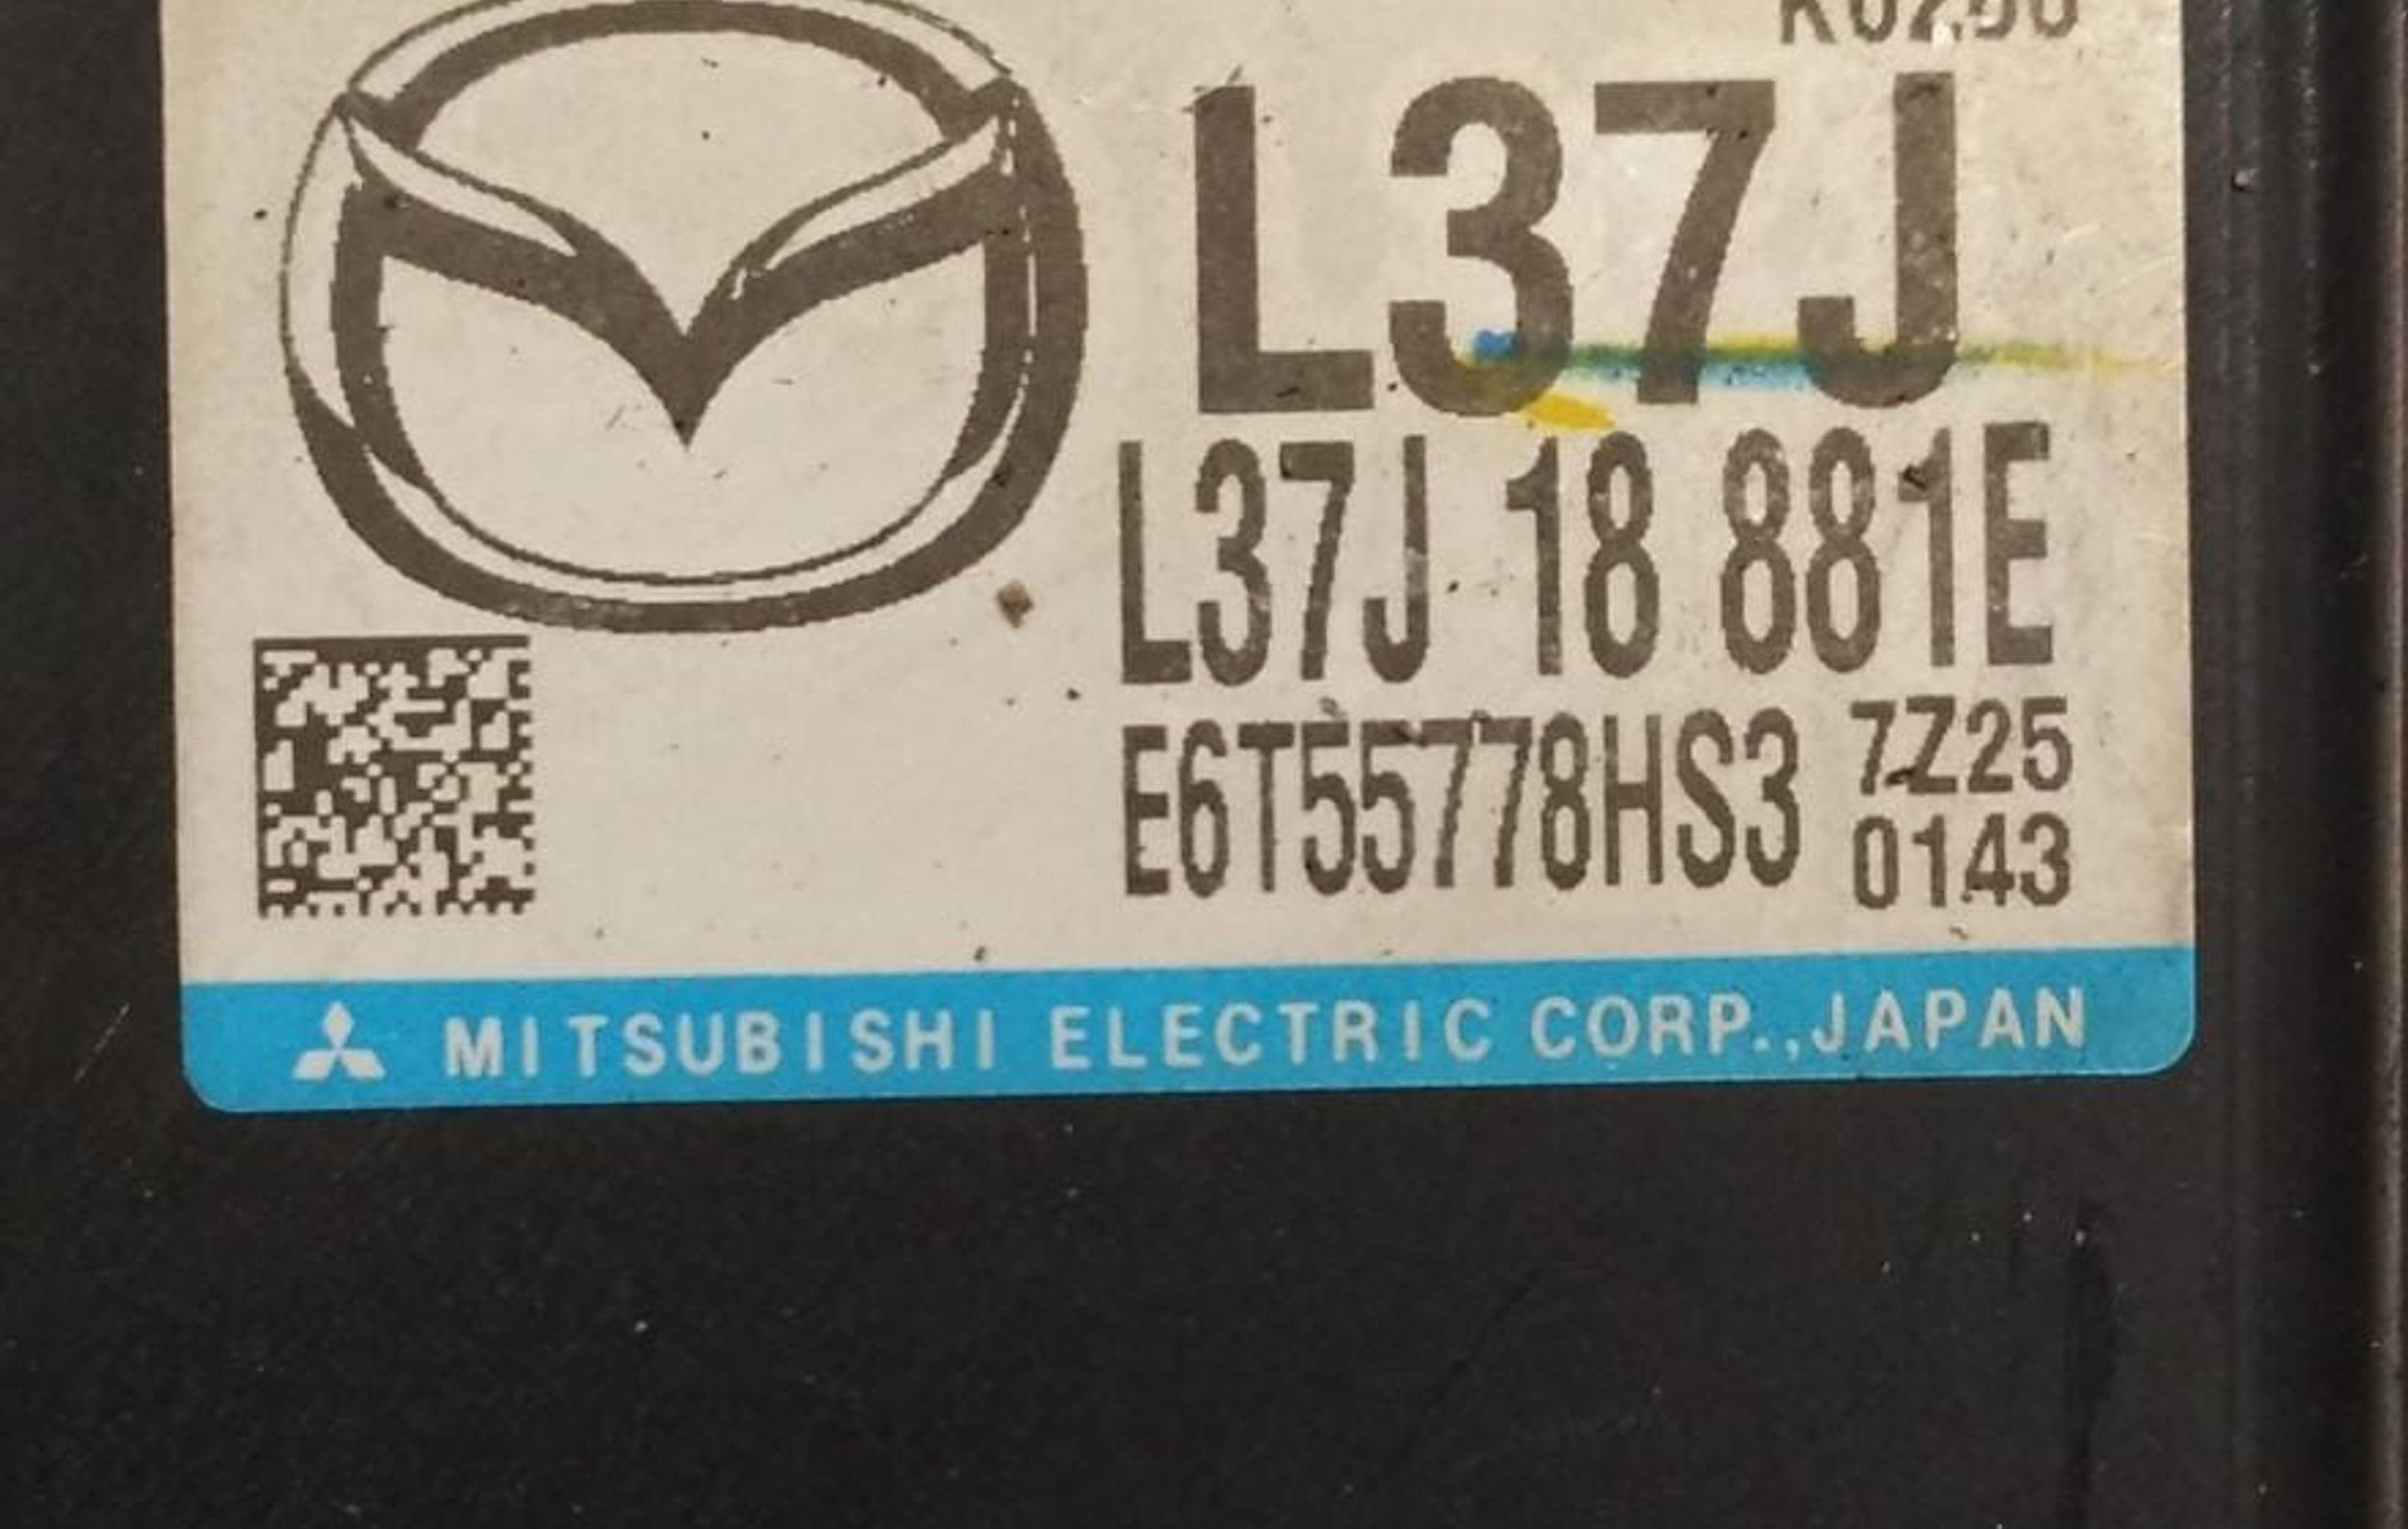 L37J
L37J 18 881E
E6T55778HS3 7Z25
0143
MITSUBISHI ELECTRIC CORP.,JAPAN